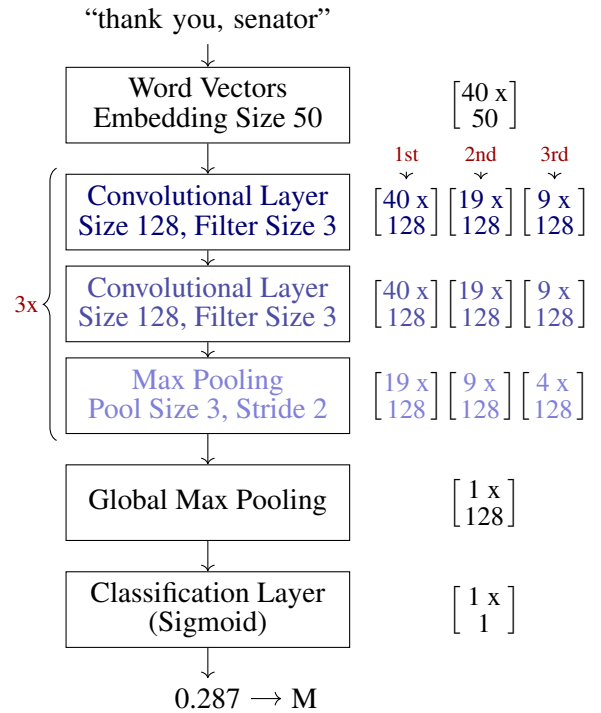 “thank you, senator”
Word Vectors
Embedding Size 50
[40 x
50]
1st 2nd 3rd
Convolutional Layer
Size 128, Filter Size 3
[40 x
128] [19 x
128] [9 x
128]
3x
Convolutional Layer
Size 128, Filter Size 3
[40 x
128] [19 x
128] [9 x
128]
Max Pooling
Pool Size 3, Stride 2
[19 x
128] [9 x
128] [4 x
128]
Global Max Pooling
[1 x
128]
Classification Layer
(Sigmoid)
[1 x
1]
0.287 → M